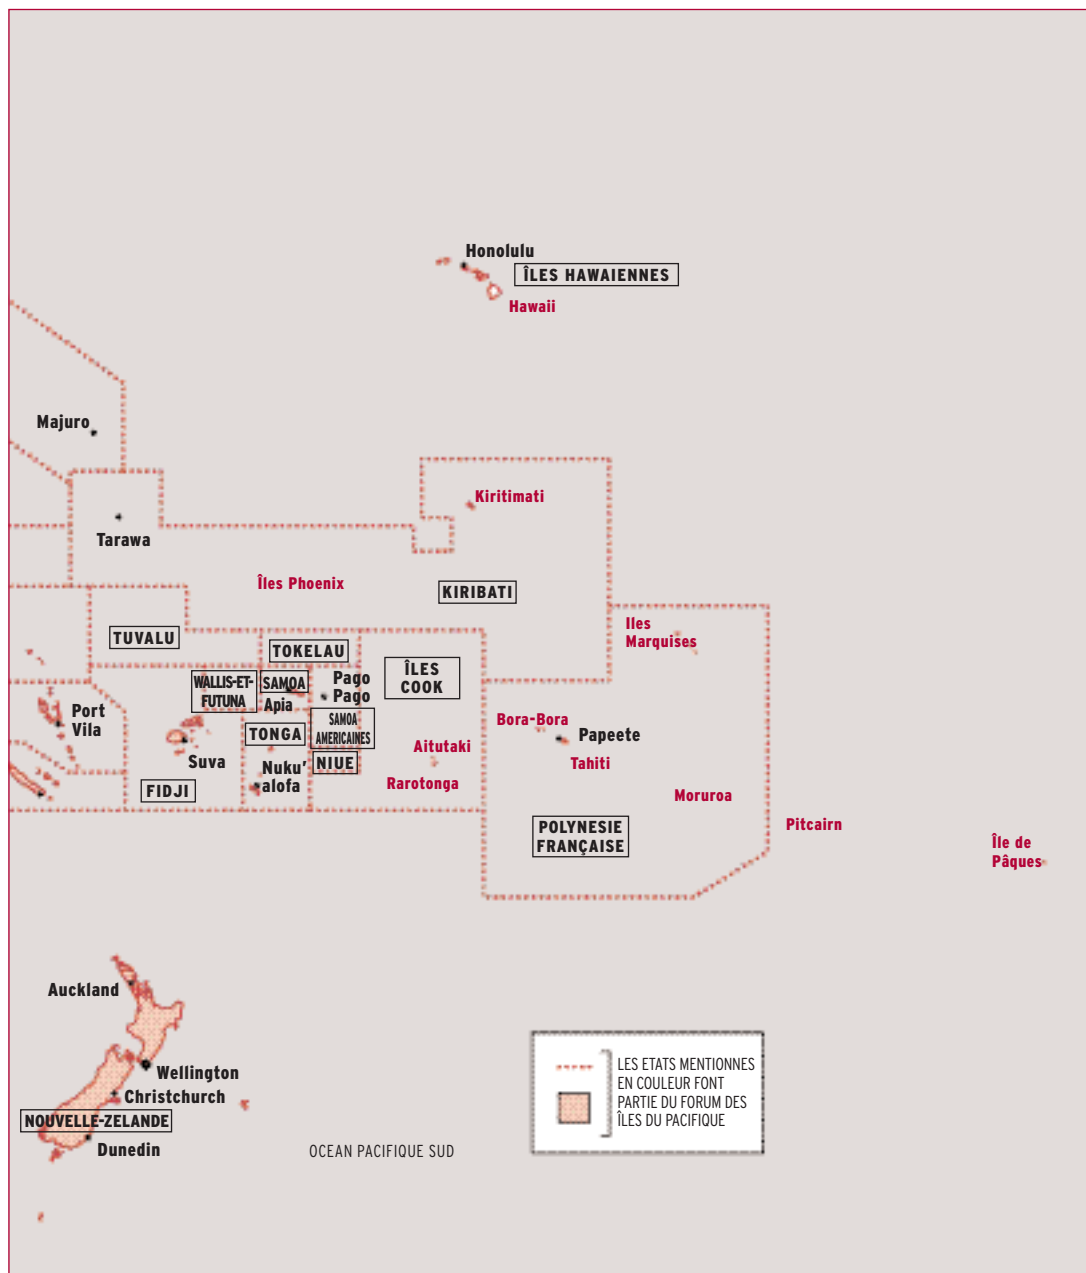 Honolulu
ÎLES HAWAIENNES
Hawaii
Majuro
Kiritimati
Tarawa
Îles Phoenix
KIRIBATI
Iles
Marquises
TUVALU
TOKELAU
ÎLES
COOK
WALLIS-ET-
FUTUNA
SAMOA
Apia
Pago
Pago
Port
Vila
SAMOA
AMERICAINES
Bora-Bora
Papeete
Tahiti
TONGA
Suva
Aitutaki
NIUE
Nuku'
alofa
Rarotonga
FIDJI
Moruroa
Pitcairn
POLYNESIE
FRANÇAISE
Île de
Pâques
Auckland
Wellington
Christchurch
NOUVELLE-ZELANDE
Dunedin
OCEAN PACIFIQUE SUD
LES ETATS MENTIONNES
EN COULEUR FONT
PARTIE DU FORUM DES
ÎLES DU PACIFIQUE